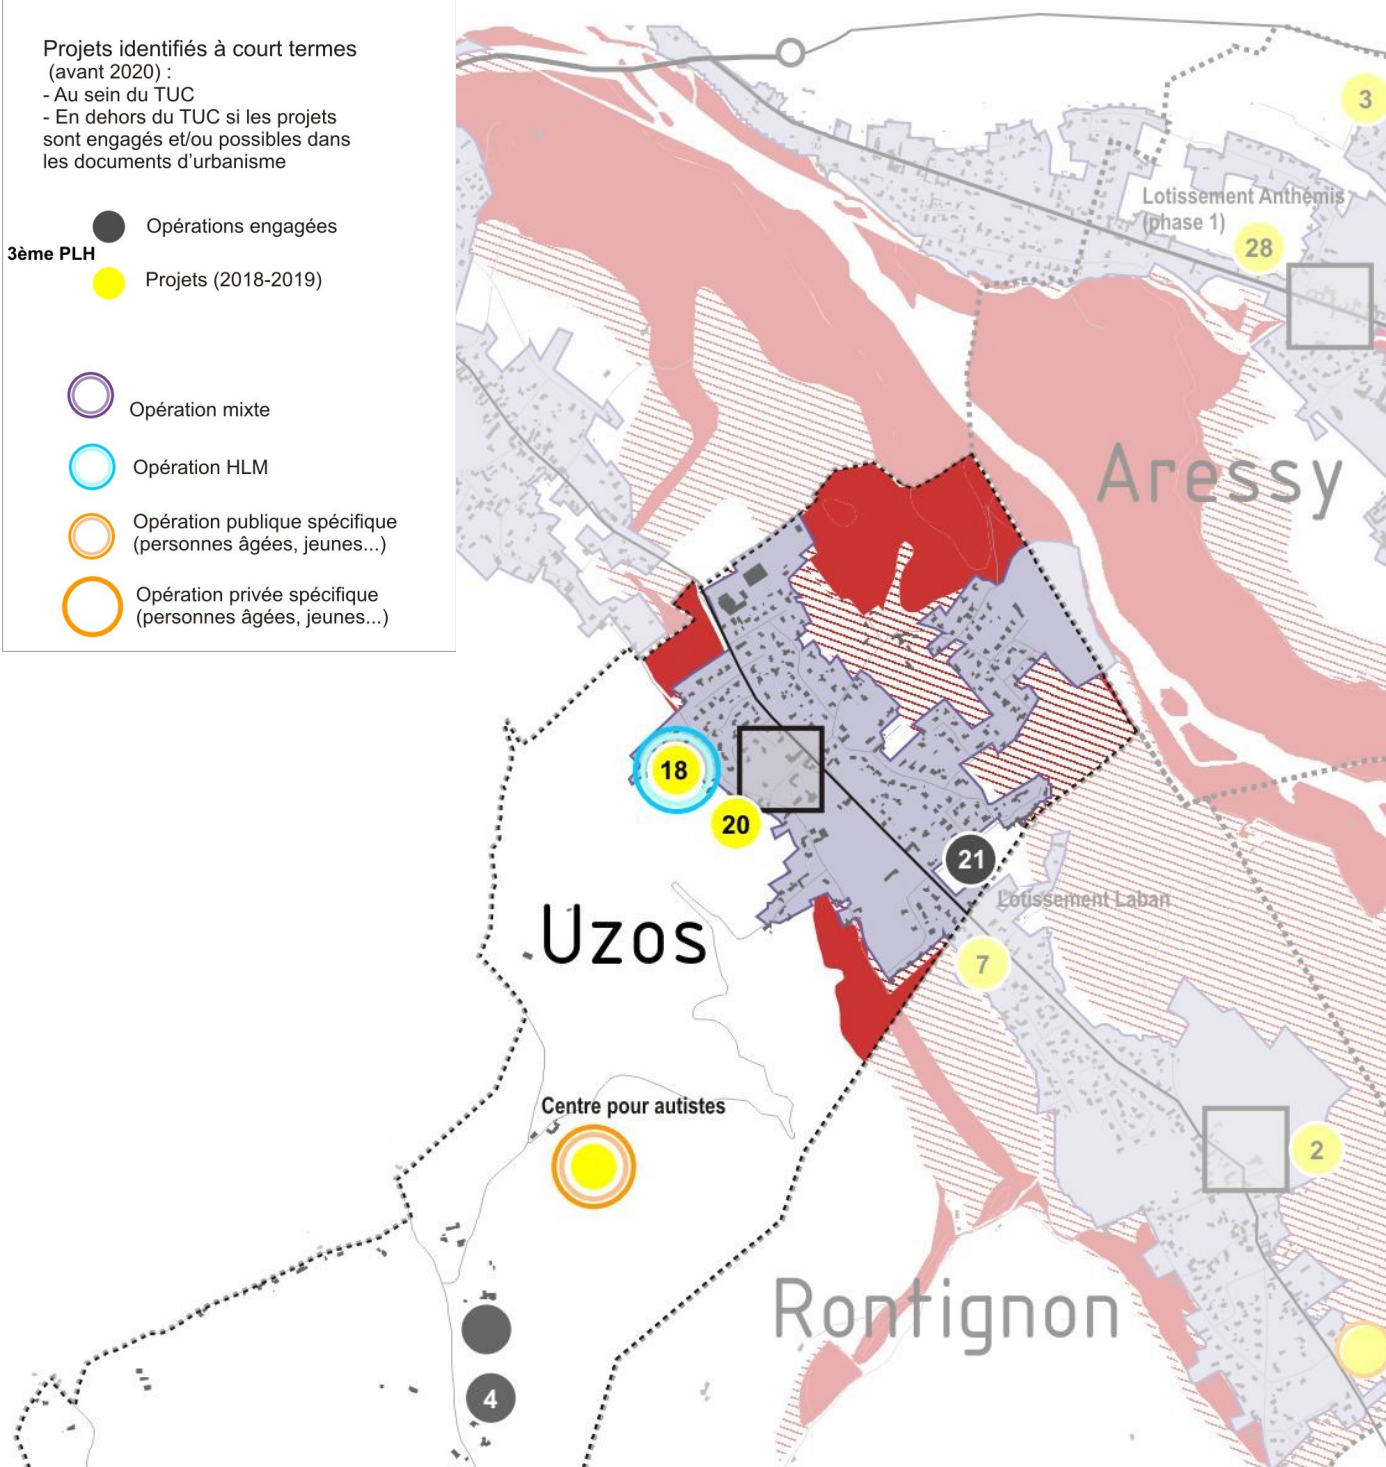 Projets identifiés à court termes
(avant 2020) :
- Au sein du TUC
- En dehors du TUC si les projets
sont engagés et/ou possibles dans
les documents d'urbanisme
Opérations engagées
3ème PLH
Projets (2018-2019)
Opération mixte
Opération HLM
Opération publique spécifique
(personnes âgées, jeunes...)
Opération privée spécifique
(personnes âgées, jeunes...)
3
Lotissement Anthémis
(phase 1)
28
Aressy
18
20
21
Lotissement Laban
Uzos
7
Centre pour autistes
2
Rontignon
4